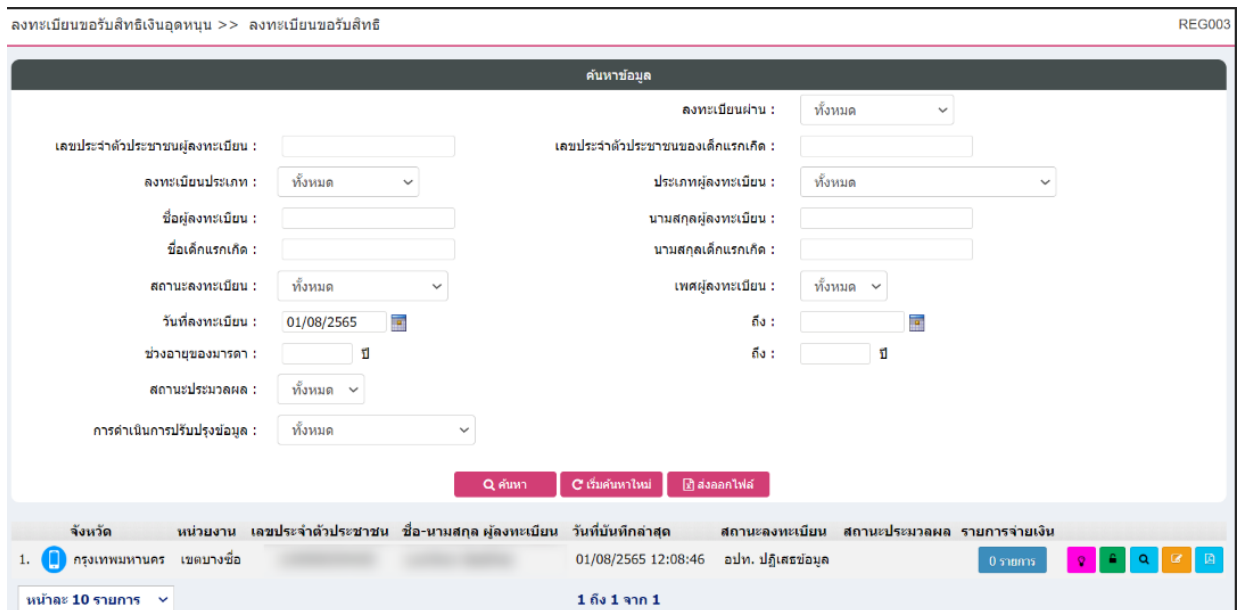 ลงทะเบียนขอรับสิทธิเงินอุดหนุน >> ลงทะเบียนขอรับสิทธิ REG003
ค้นหาข้อมูล
ลงทะเบียนผ่าน : ทั้งหมด
เลขประจำตัวประชาชนผู้ลงทะเบียน : เลขประจำตัวประชาชนของเด็กแรกเกิด :
ลงทะเบียนประเภท : ทั้งหมด ประเภทผู้ลงทะเบียน : ทั้งหมด
ชื่อผู้ลงทะเบียน : นามสกุลผู้ลงทะเบียน :
ชื่อเด็กแรกเกิด : นามสกุลเด็กแรกเกิด :
สถานะลงทะเบียน : ทั้งหมด เพศผู้ลงทะเบียน : ทั้งหมด
วันที่ลงทะเบียน : 01/08/2565 ถึง :
ช่วงอายุของมารดา : ปี ถึง : ปี
สถานะประมวลผล : ทั้งหมด
การดำเนินการปรับปรุงข้อมูล : ทั้งหมด
ค้นหา เริ่มค้นหาใหม่ ส่งออกไฟล์
จังหวัด หน่วยงาน เลขประจำตัวประชาชน ชื่อ-นามสกุล ผู้ลงทะเบียน วันที่บันทึกล่าสุด สถานะลงทะเบียน สถานะประมวลผล รายการจ่ายเงิน
1. กรุงเทพมหานคร เขตบางซื่อ 01/08/2565 12:08:46 อปท. ปฏิเสธข้อมูล 0 รายการ
หน้าละ 10 รายการ 1 ถึง 1 จาก 1